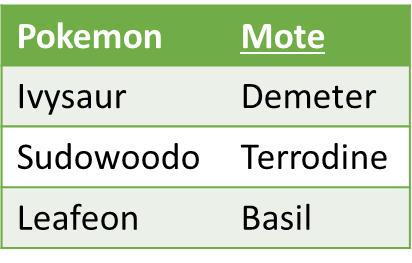 Pokemon Mote
Ivysaur Demeter
Sudowoodo Terrodine
Leafeon Basil